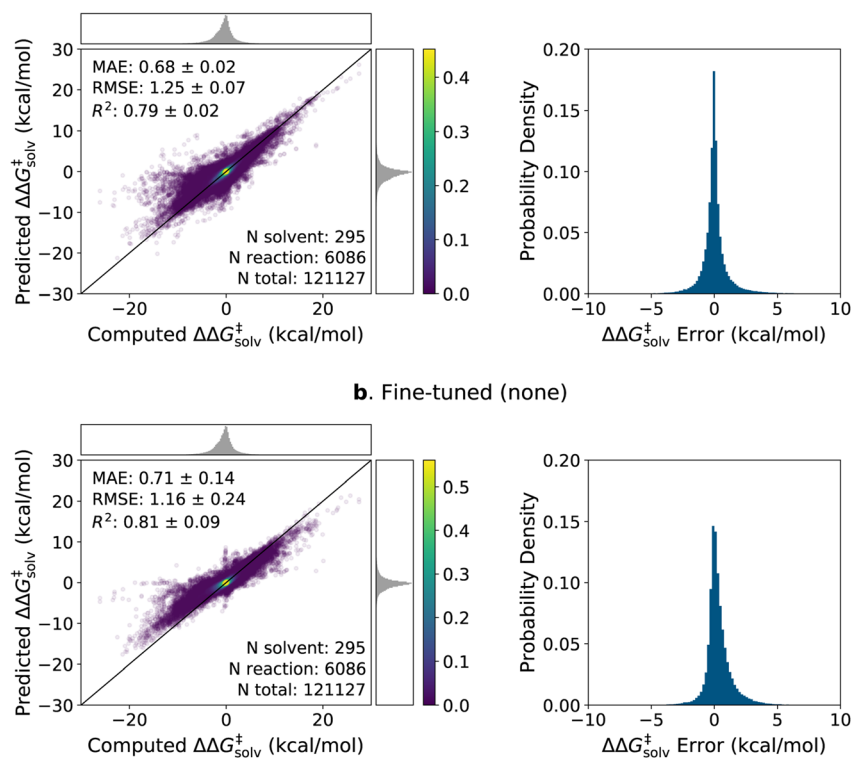 MAE: 0.68 ± 0.02
RMSE: 1.25 ± 0.07
R²: 0.79 ± 0.02
N solvent: 295
N reaction: 6086
N total: 121127
Predicted ΔΔG‡solv (kcal/mol)
30
20
10
0
−10
−20
−30
−20
0
20
Computed ΔΔG‡solv (kcal/mol)
0.4
0.3
0.2
0.1
0.0
Probability Density
0.20
0.15
0.10
0.05
0.00
−10
−5
0
5
10
ΔΔG‡solv Error (kcal/mol)
b. Fine-tuned (none)
MAE: 0.71 ± 0.14
RMSE: 1.16 ± 0.24
R²: 0.81 ± 0.09
N solvent: 295
N reaction: 6086
N total: 121127
Predicted ΔΔG‡solv (kcal/mol)
30
20
10
0
−10
−20
−30
−20
0
20
Computed ΔΔG‡solv (kcal/mol)
0.5
0.4
0.3
0.2
0.1
0.0
Probability Density
0.20
0.15
0.10
0.05
0.00
−10
−5
0
5
10
ΔΔG‡solv Error (kcal/mol)